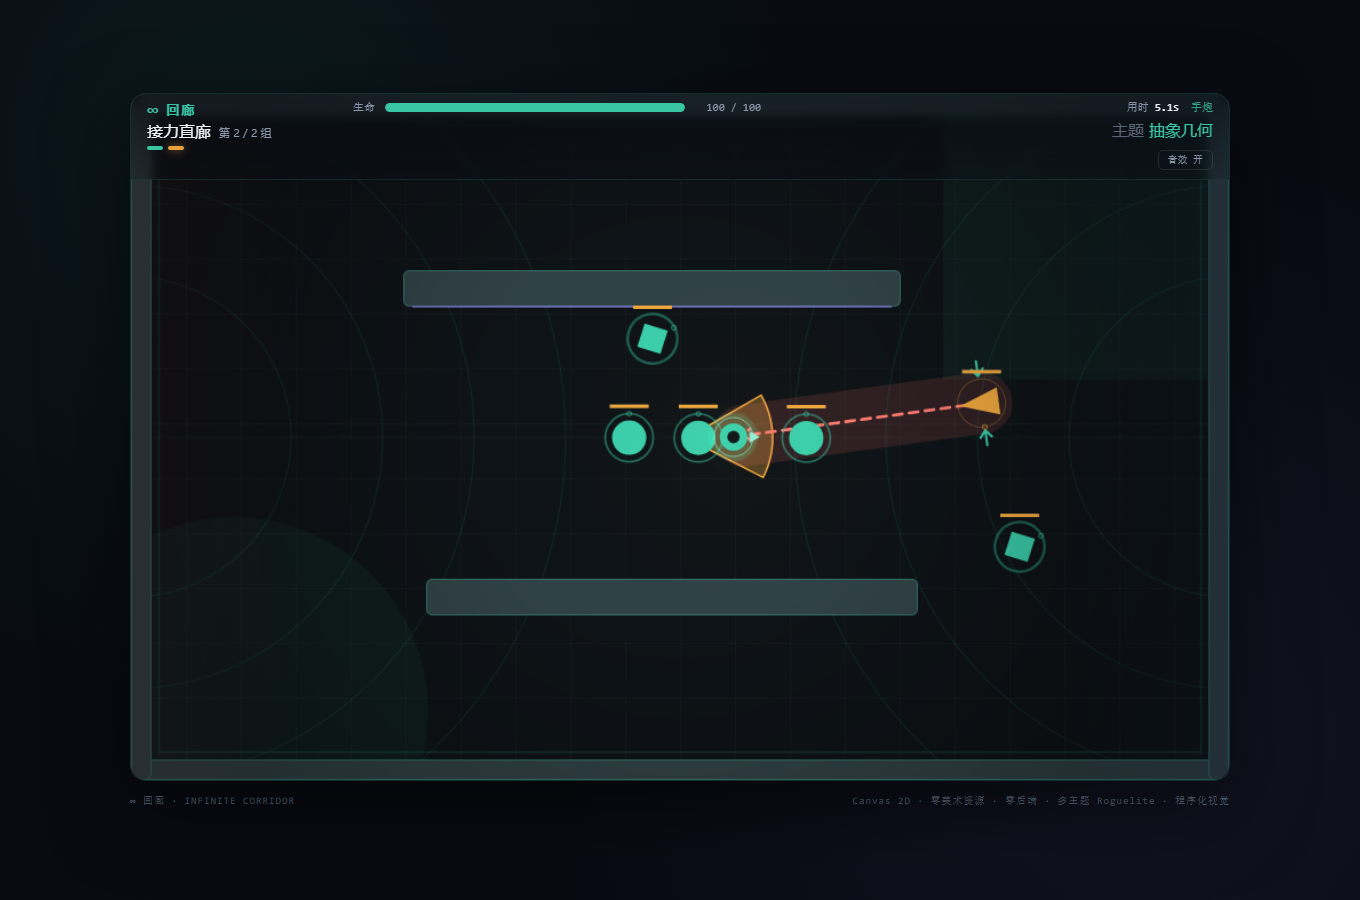 ∞ 回廊
生命 100 / 100
用时 5.1s 手炮
接力直廊 第 2 / 2 组
主题 抽象几何
音效 开
∞ 回廊 · INFINITE CORRIDOR
Canvas 2D · 零美术资源 · 零后端 · 多主题 Roguelite · 程序化视觉